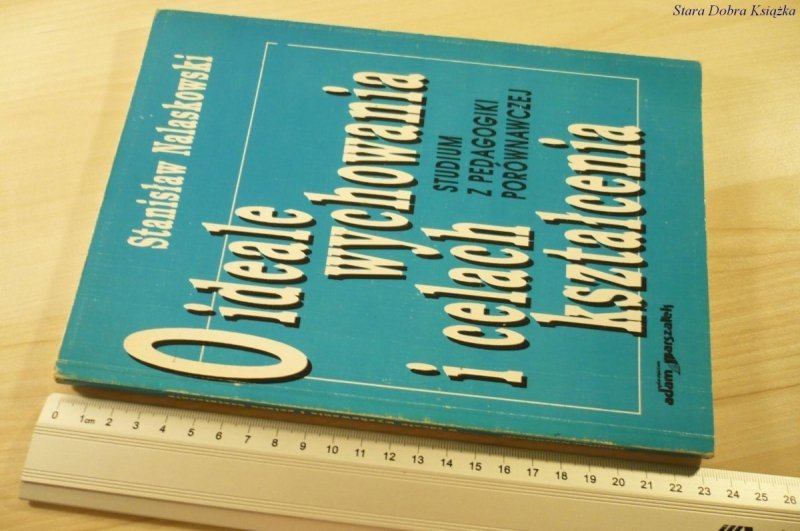 Stara Dobra Książka
Stanisław Nalaskowski
O ideale
wychowania
i celach
kształcenia
STUDIUM
Z PEDAGOGIKI
PORÓWNAWCZEJ
adam marszałek
0 1cm 2 3 4 5 6 7 8 9 10 11 12 13 14 15 16 17 18 19 20 21 22 23 24 25 26